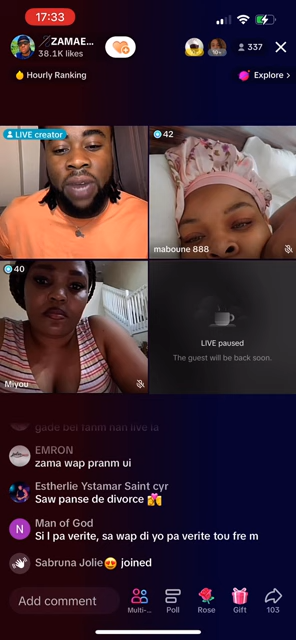 17:33
ZAMAE...
38.1K likes
10+
337
Hourly Ranking
Explore >
LIVE creator
42
maboune 888
40
Miyou
LIVE paused
The guest will be back soon.
gade bel fanm nan live la
EMRON
zama wap pranm ui
Estherlie Ystamar Saint cyr
Saw panse de divorce
N
Man of God
Si l pa verite, sa wap di yo pa verite tou fre m
Sabruna Jolie😍 joined
Add comment
Multi-...
Poll
Rose
Gift
103